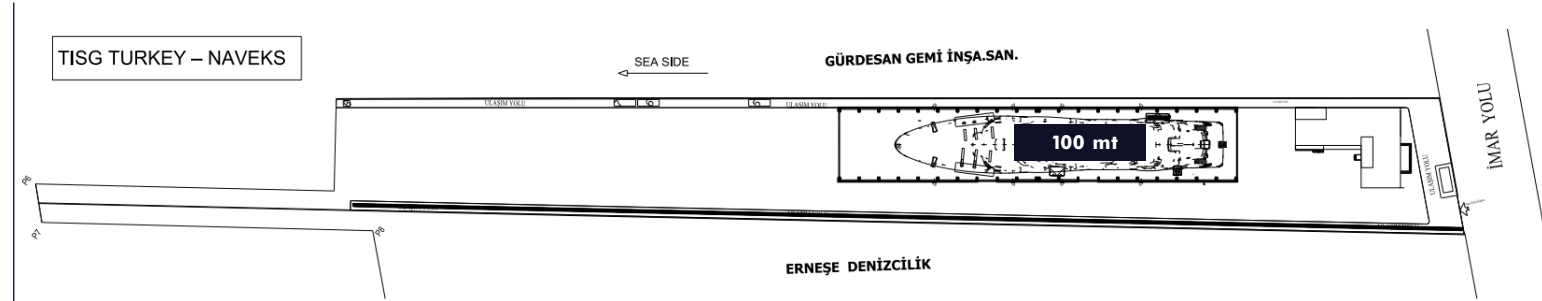 TISG TURKEY – NAVEKS
SEA SIDE
GÜRDESAN GEMİ İNŞA.SAN.
ULAŞIM YOLU
ULAŞIM YOLU
100 mt
İMAR YOLU
ULAŞIM YOLU
P8
P7
P8
ERNEŞE DENİZCİLİK